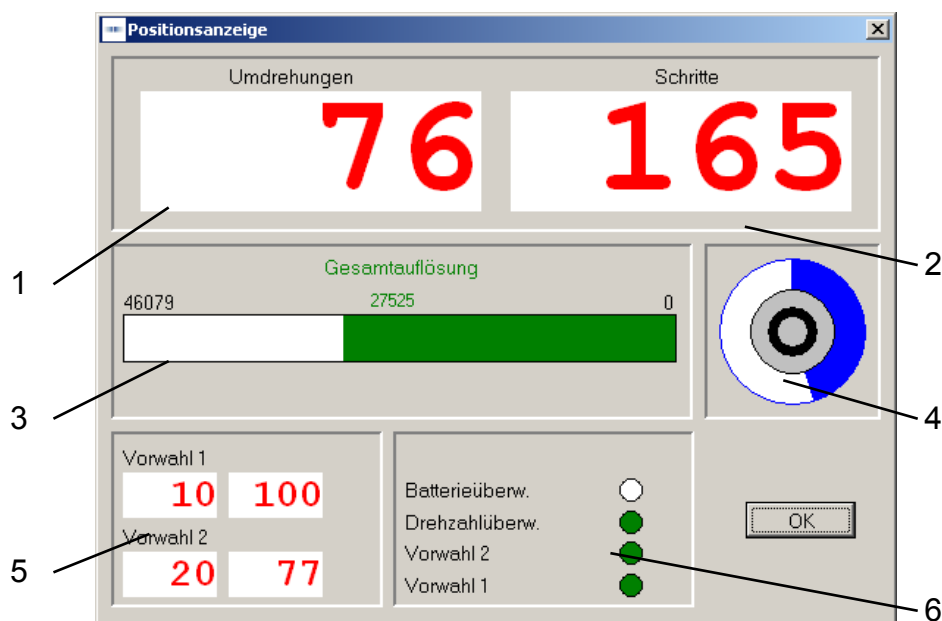 Positionsanzeige
Umdrehungen Schritte
76 165
1
2
Gesamtauflösung
46079 27525 0
3
4
Vorwahl 1
10 100
Vorwahl 2
20 77
5
Batterieüberw.
Drehzahlüberw.
Vorwahl 2
Vorwahl 1
6
OK